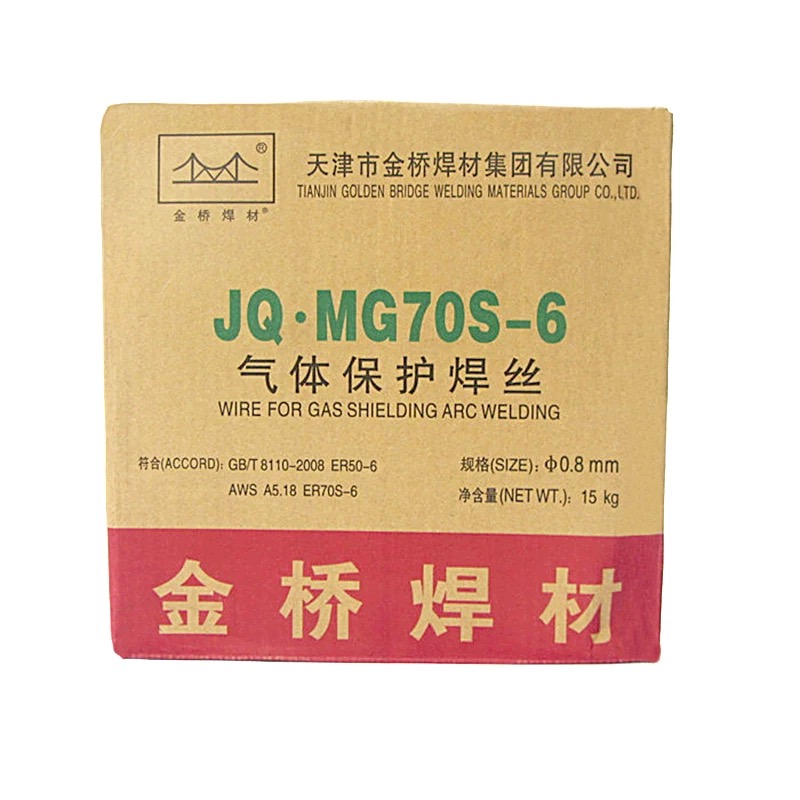 ®
金桥焊材®
天津市金桥焊材集团有限公司
TIANJIN GOLDEN BRIDGE WELDING MATERIALS GROUP CO.,LTD.
JQ·MG70S-6
气体保护焊丝
WIRE FOR GAS SHIELDING ARC WELDING
符合(ACCORD): GB/T 8110-2008 ER50-6
AWS A5.18 ER70S-6
规格(SIZE): ф0.8 mm
净含量(NET WT.): 15 kg
金桥焊材